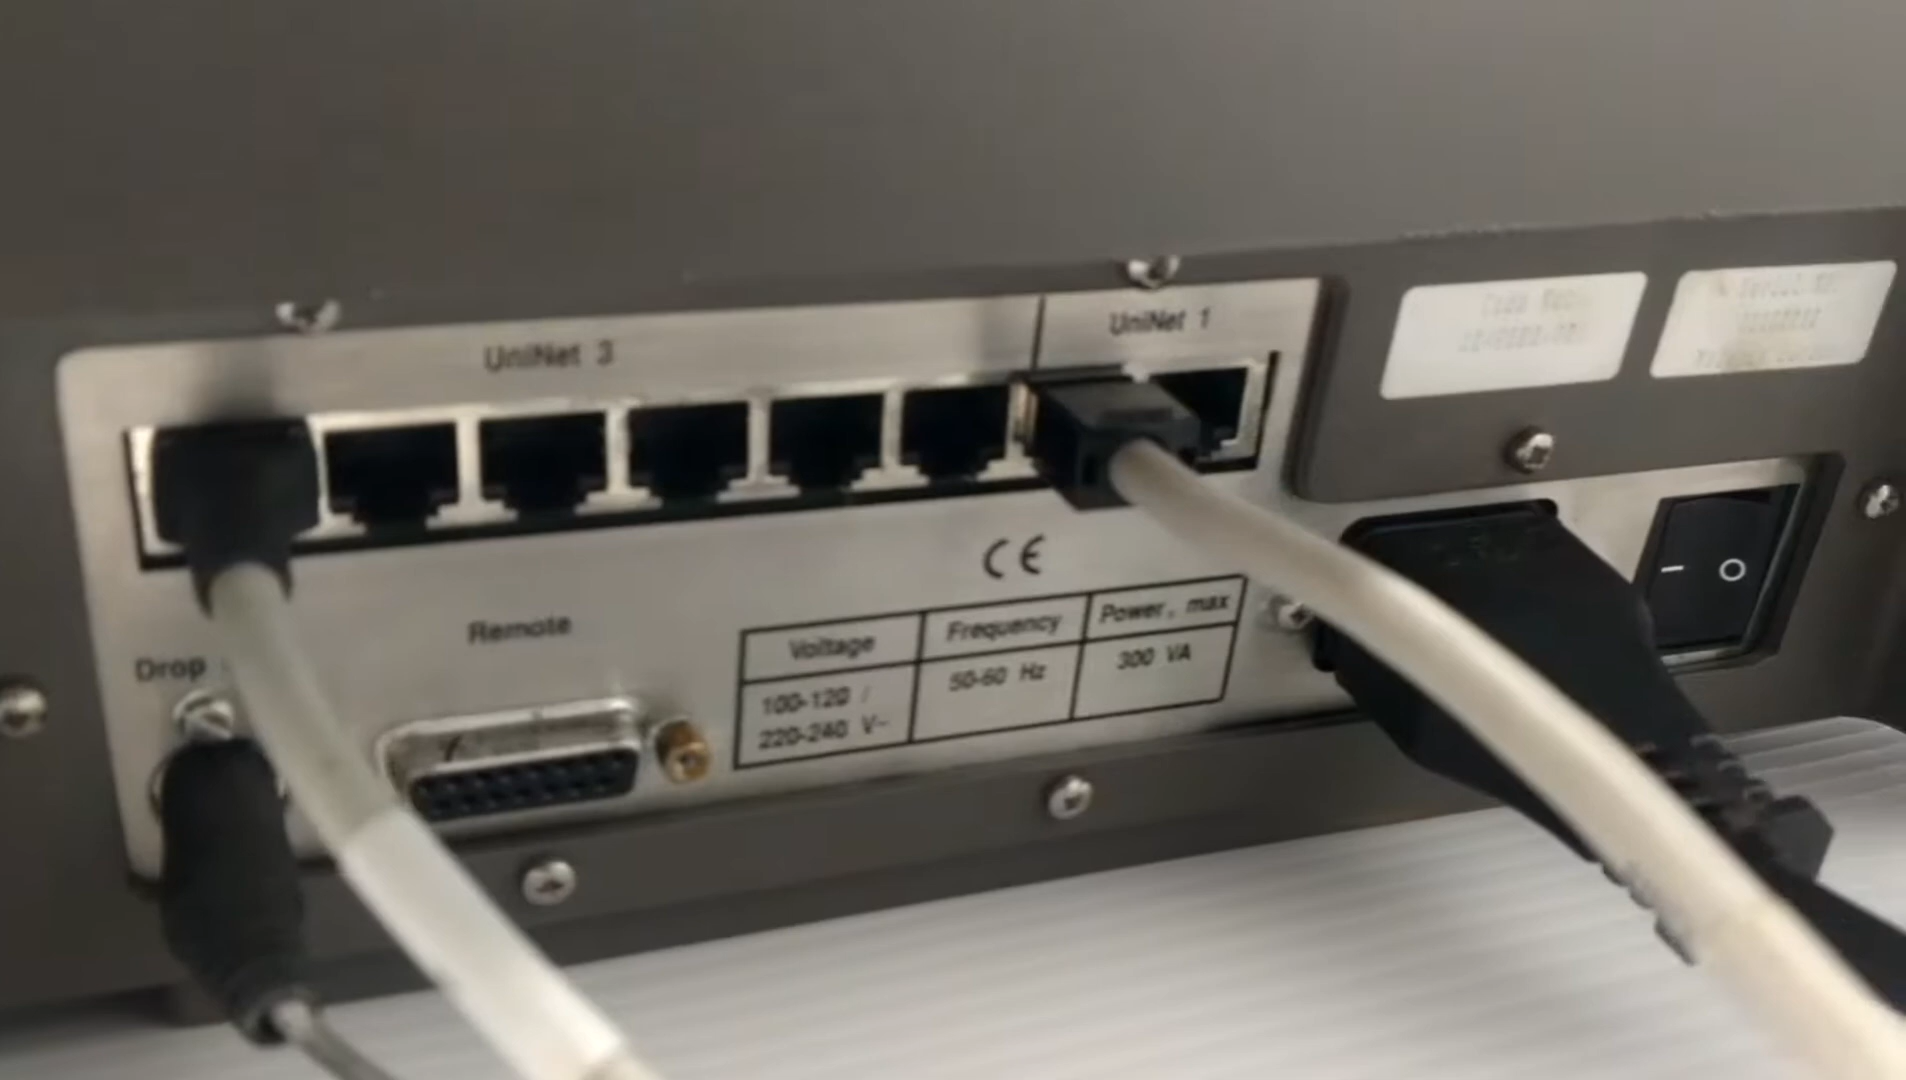 UniNet 3
UniNet 1
CE
Remote
Drop
Voltage
Frequency
Power, max
100-120 /
220-240 V~
50-60 Hz
300 VA